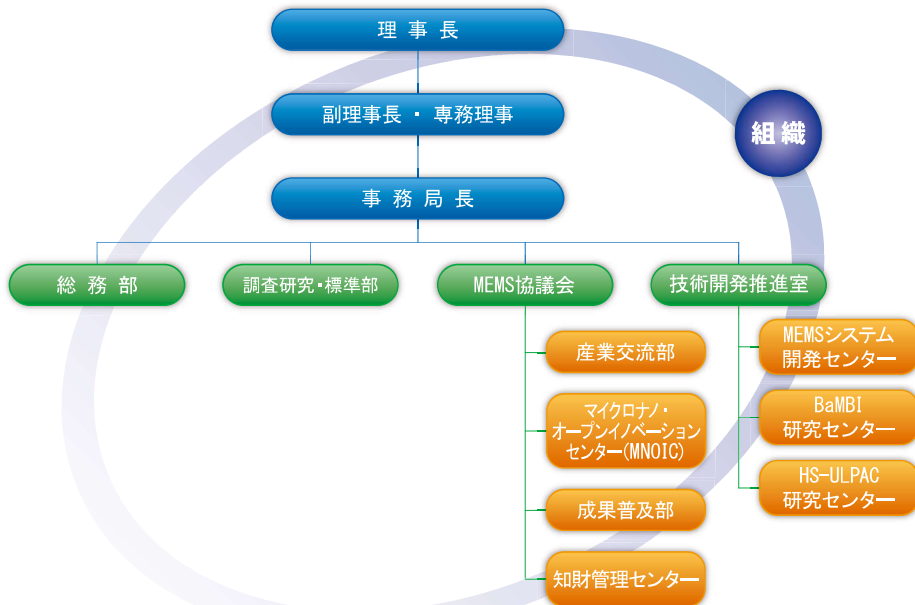 理事長
組織
副理事長 ・ 専務理事
事務局長
総務部
調査研究・標準部
MEMS協議会
技術開発推進室
産業交流部
マイクロナノ・
オープンイノベーション
センター(MNOIC)
成果普及部
知財管理センター
MEMSシステム
開発センター
BaMBI
研究センター
HS-ULPAC
研究センター